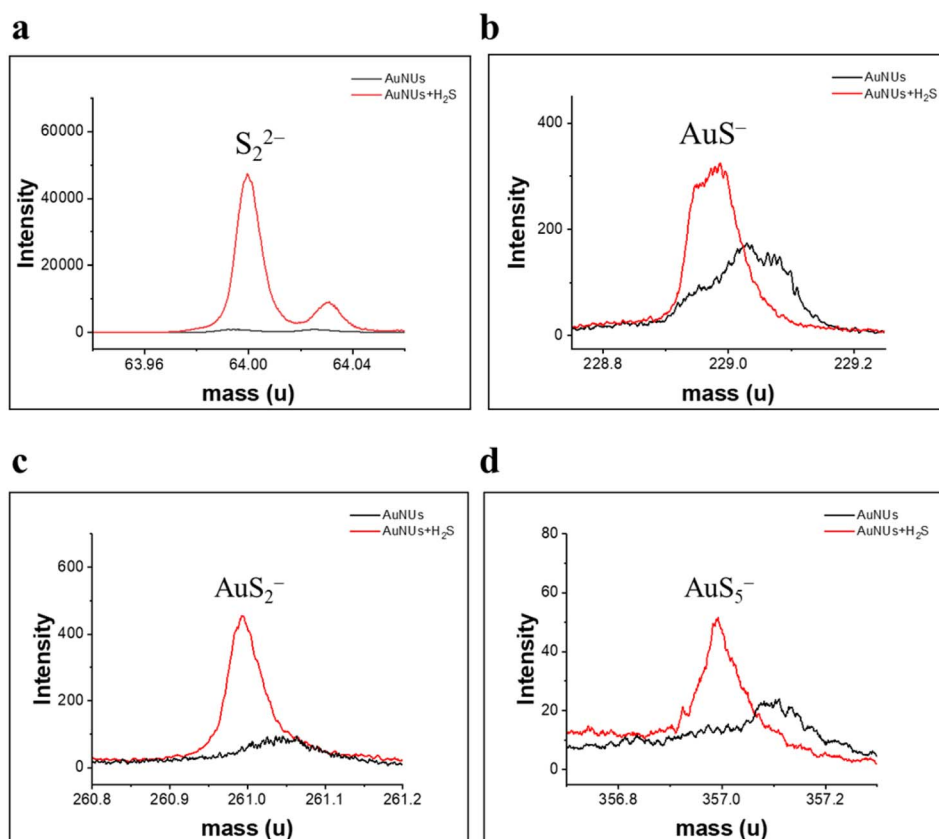 a
AuNUs
AuNUs+H₂S
S₂²⁻
Intensity
60000
40000
20000
0
63.96
64.00
64.04
mass (u)
b
AuNUs
AuNUs+H₂S
AuS⁻
Intensity
400
200
0
228.8
229.0
229.2
mass (u)
c
AuNUs
AuNUs+H₂S
AuS₂⁻
Intensity
600
400
200
0
260.8
260.9
261.0
261.1
261.2
mass (u)
d
AuNUs
AuNUs+H₂S
AuS₅⁻
Intensity
80
60
40
20
0
356.8
357.0
357.2
mass (u)